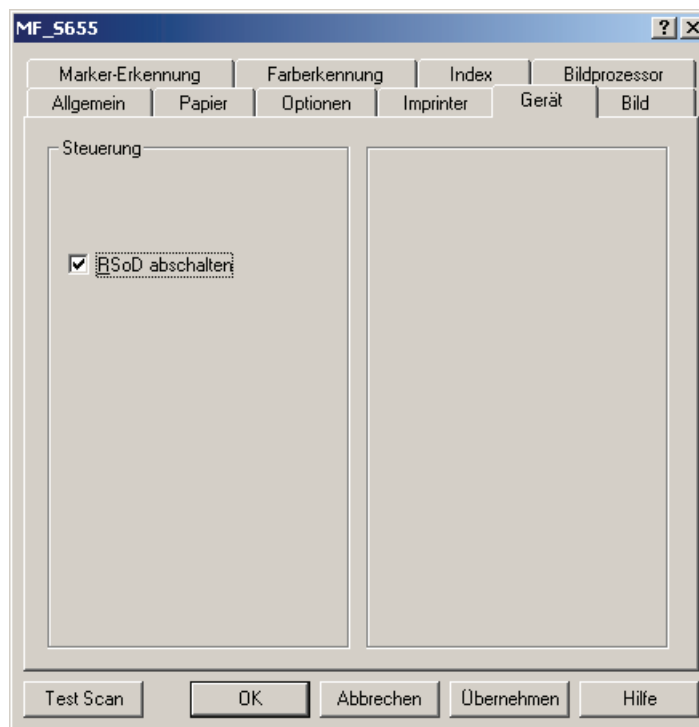 MF_S655
Marker-Erkennung Farberkennung Index Bildprozessor
Allgemein Papier Optionen Imprinter Gerät Bild
Steuerung
RSoD abschalten
Test Scan OK Abbrechen Übernehmen Hilfe